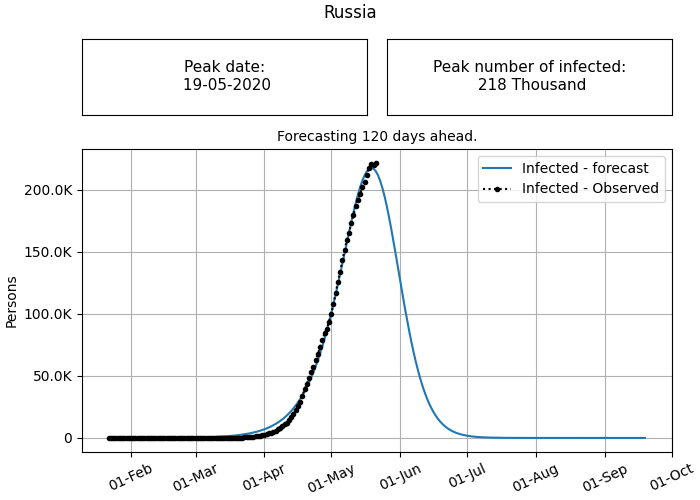 Russia
Peak date:
19-05-2020
Peak number of infected:
218 Thousand
Forecasting 120 days ahead.
Infected - forecast
Infected - Observed
Persons
200.0K
150.0K
100.0K
50.0K
0
01-Feb
01-Mar
01-Apr
01-May
01-Jun
01-Jul
01-Aug
01-Sep
01-Oct